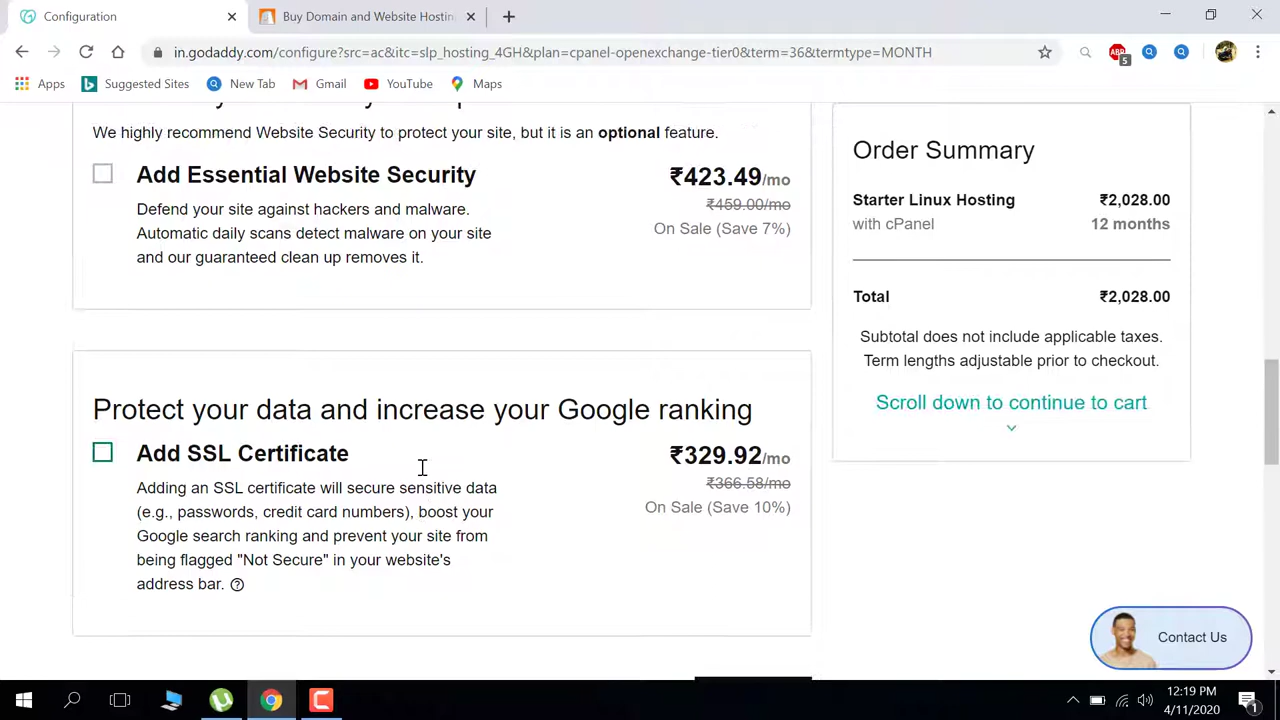 Configuration
Buy Domain and Website Hostin
in.godaddy.com/configure?src=ac&itc=slp_hosting_4GH&plan=cpanel-openexchange-tier0&term=36&termtype=MONTH
5
Apps
Suggested Sites
New Tab
Gmail
YouTube
Maps
We highly recommend Website Security to protect your site, but it is an optional feature.
Add Essential Website Security
₹423.49/mo
₹459.00/mo
On Sale (Save 7%)
Defend your site against hackers and malware.
Automatic daily scans detect malware on your site
and our guaranteed clean up removes it.
Protect your data and increase your Google ranking
Add SSL Certificate
₹329.92/mo
₹366.58/mo
On Sale (Save 10%)
Adding an SSL certificate will secure sensitive data
(e.g., passwords, credit card numbers), boost your
Google search ranking and prevent your site from
being flagged "Not Secure" in your website's
address bar.
Order Summary
Starter Linux Hosting ₹2,028.00
with cPanel 12 months
Total ₹2,028.00
Subtotal does not include applicable taxes.
Term lengths adjustable prior to checkout.
Scroll down to continue to cart
Contact Us
12:19 PM
4/11/2020
1